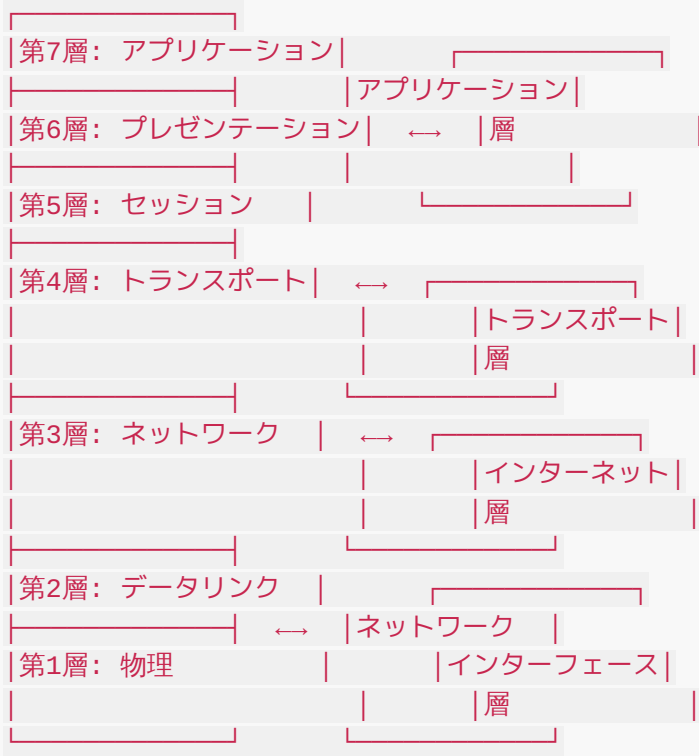 ┌─────────────┐
│第7層: アプリケーション│      ┌─────────────┐
├─────────────┤      │アプリケーション│
│第6層: プレゼンテーション│  ←→  │層           │
├─────────────┤      │             │
│第5層: セッション   │      └─────────────┘
├─────────────┤
│第4層: トランスポート│  ←→  ┌─────────────┐
│                     │      │トランスポート│
│                     │      │層           │
├─────────────┤      └─────────────┘
│第3層: ネットワーク  │  ←→  ┌─────────────┐
│                     │      │インターネット│
│                     │      │層           │
├─────────────┤      └─────────────┘
│第2層: データリンク  │      ┌─────────────┐
├─────────────┤  ←→  │ネットワーク  │
│第1層: 物理         │      │インターフェース│
│                     │      │層           │
└─────────────┘      └─────────────┘